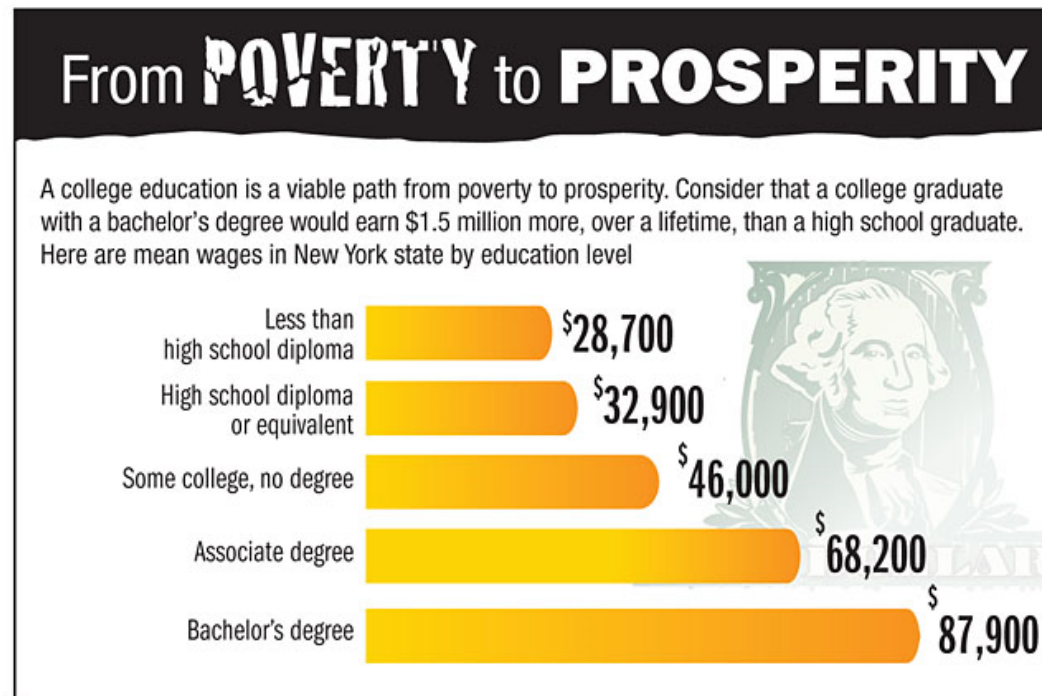 From POVERTY to PROSPERITY
A college education is a viable path from poverty to prosperity. Consider that a college graduate
with a bachelor’s degree would earn $1.5 million more, over a lifetime, than a high school graduate.
Here are mean wages in New York state by education level
Less than
high school diploma
$28,700
High school diploma
or equivalent
$32,900
Some college, no degree
$46,000
Associate degree
$68,200
Bachelor’s degree
$87,900